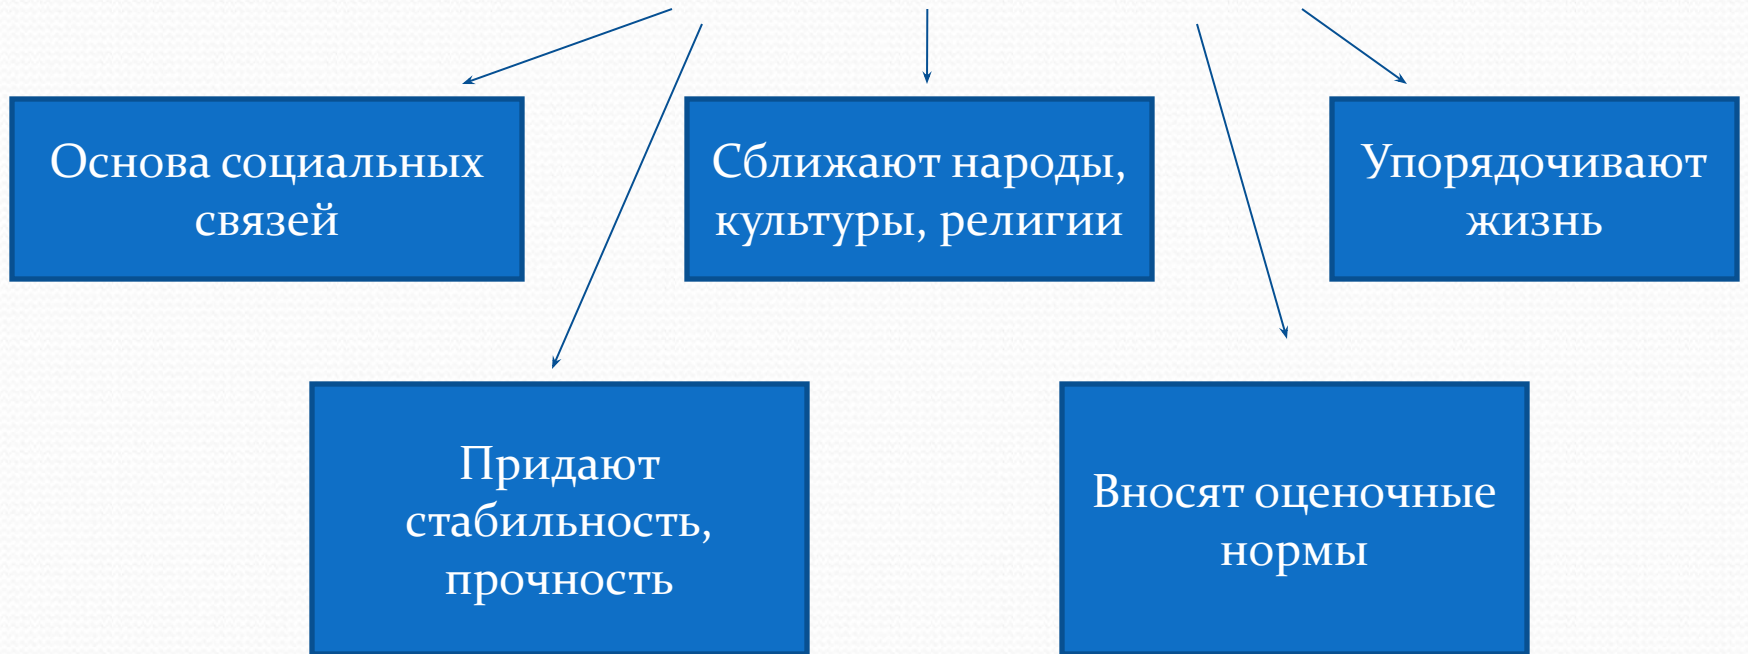 Основа социальных
связей
Сближают народы,
культуры, религии
Упорядочивают
жизнь
Придают
стабильность,
прочность
Вносят оценочные
нормы